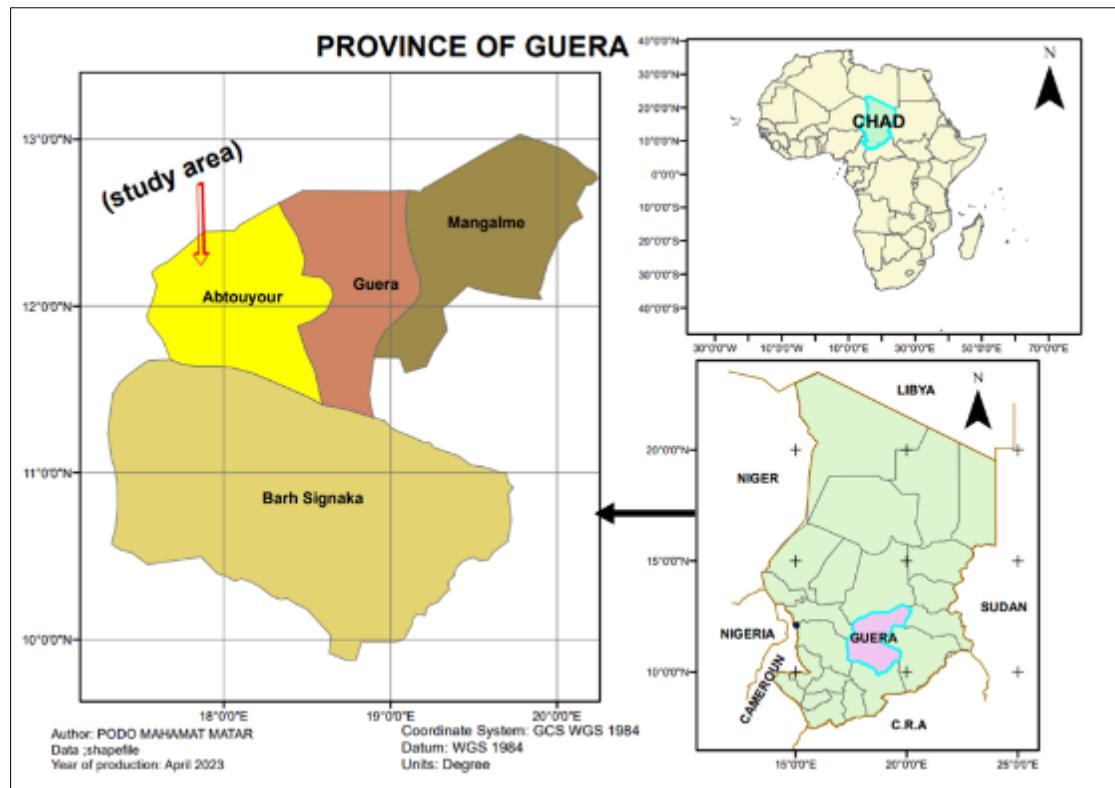 PROVINCE OF GUERA
13°0'0"N
12°0'0"N
11°0'0"N
10°0'0"N
(study area)
Mangalme
Guera
Abtouyour
Barh Signaka
18°0'0"E
19°0'0"E
20°0'0"E
Author: PODO MAHAMAT MATAR
Data ;shapefile
Year of production: April 2023
Coordinate System: GCS WGS 1984
Datum: WGS 1984
Units: Degree
40°0'0"N
30°0'0"N
20°0'0"N
10°0'0"N
0°0'0"N
10°0'0"S
20°0'0"S
30°0'0"S
40°0'0"S
N
CHAD
30°0'0"W
10°0'0"W
10°0'0"E
30°0'0"E
50°0'0"E
70°0'0"E
LIBYA
N
20°0'0"N
NIGER
15°0'0"N
SUDAN
NIGERIA
GUERA
10°0'0"N
CAMEROUN
C.R.A
15°0'0"E
20°0'0"E
25°0'0"E